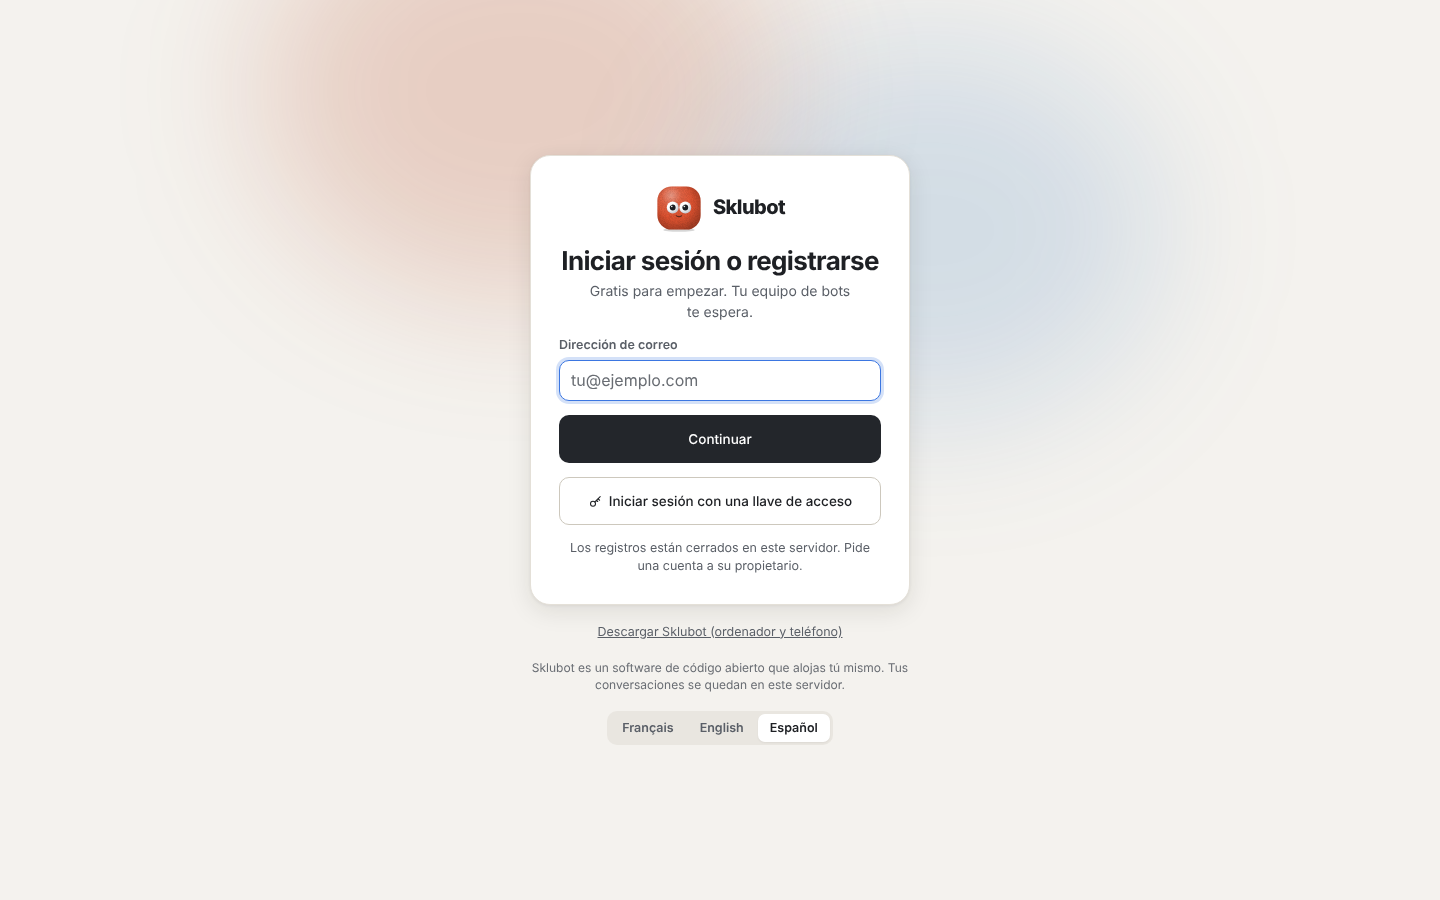 Sklubot
Iniciar sesión o registrarse
Gratis para empezar. Tu equipo de bots
te espera.
Dirección de correo
tu@ejemplo.com
Continuar
Iniciar sesión con una llave de acceso
Los registros están cerrados en este servidor. Pide
una cuenta a su propietario.
Descargar Sklubot (ordenador y teléfono)
Sklubot es un software de código abierto que alojas tú mismo. Tus
conversaciones se quedan en este servidor.
Français English Español